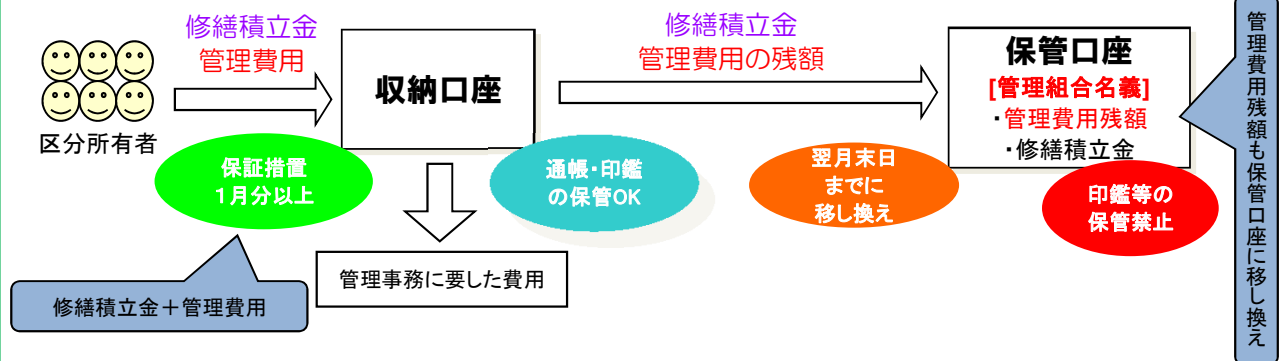 修繕積立金
管理費用
区分所有者
収納口座
修繕積立金
管理費用の残額
保管口座
[管理組合名義]
・管理費用残額
・修繕積立金
保証措置
1月分以上
通帳・印鑑
の保管OK
翌月末日
までに
移し換え
印鑑等の
保管禁止
管理費用残額も保管口座に移し換え
修繕積立金＋管理費用
管理事務に要した費用